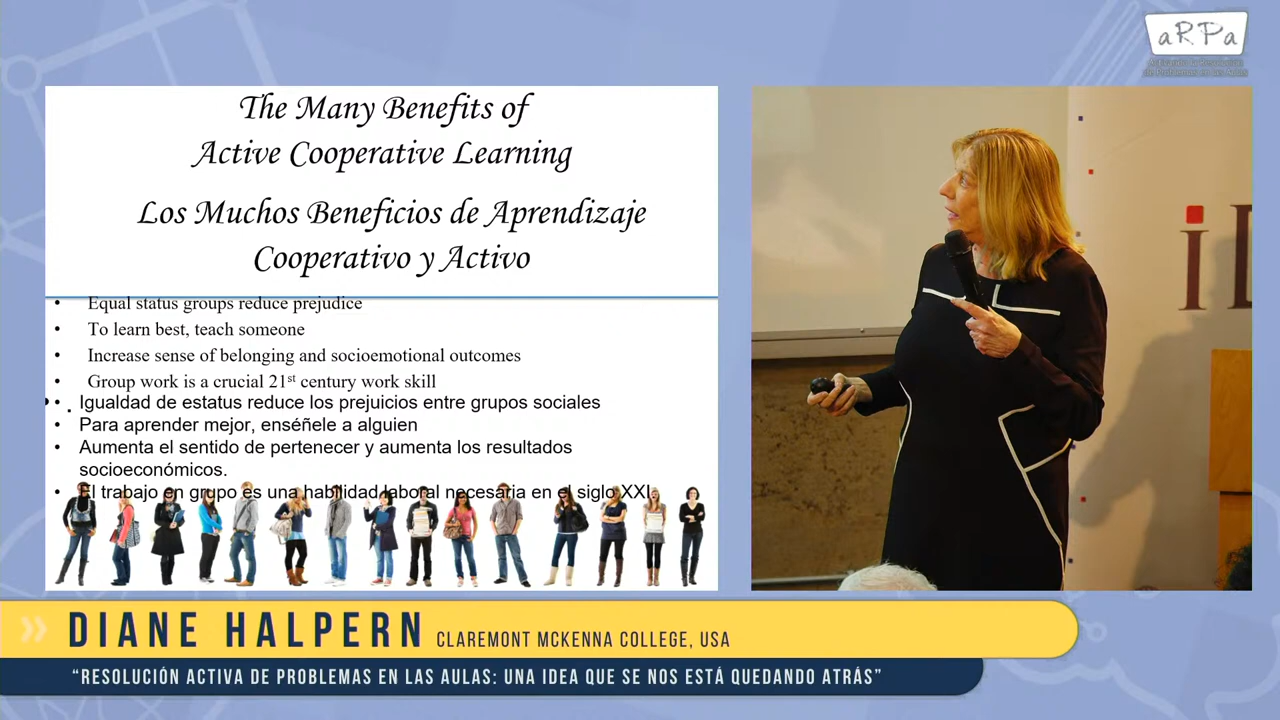 aRPa
The Many Benefits of
Active Cooperative Learning
Los Muchos Beneficios de Aprendizaje
Cooperativo y Activo
• Equal status groups reduce prejudice
• To learn best, teach someone
• Increase sense of belonging and socioemotional outcomes
• Group work is a crucial 21st century work skill
• Igualdad de estatus reduce los prejuicios entre grupos sociales
• Para aprender mejor, enséñele a alguien
• Aumenta el sentido de pertenecer y aumenta los resultados
socioeconómicos.
• El trabajo en grupo es una habilidad laboral necesaria en el siglo XXI
DIANE HALPERN CLAREMONT MCKENNA COLLEGE, USA
“RESOLUCIÓN ACTIVA DE PROBLEMAS EN LAS AULAS: UNA IDEA QUE SE NOS ESTÁ QUEDANDO ATRÁS”